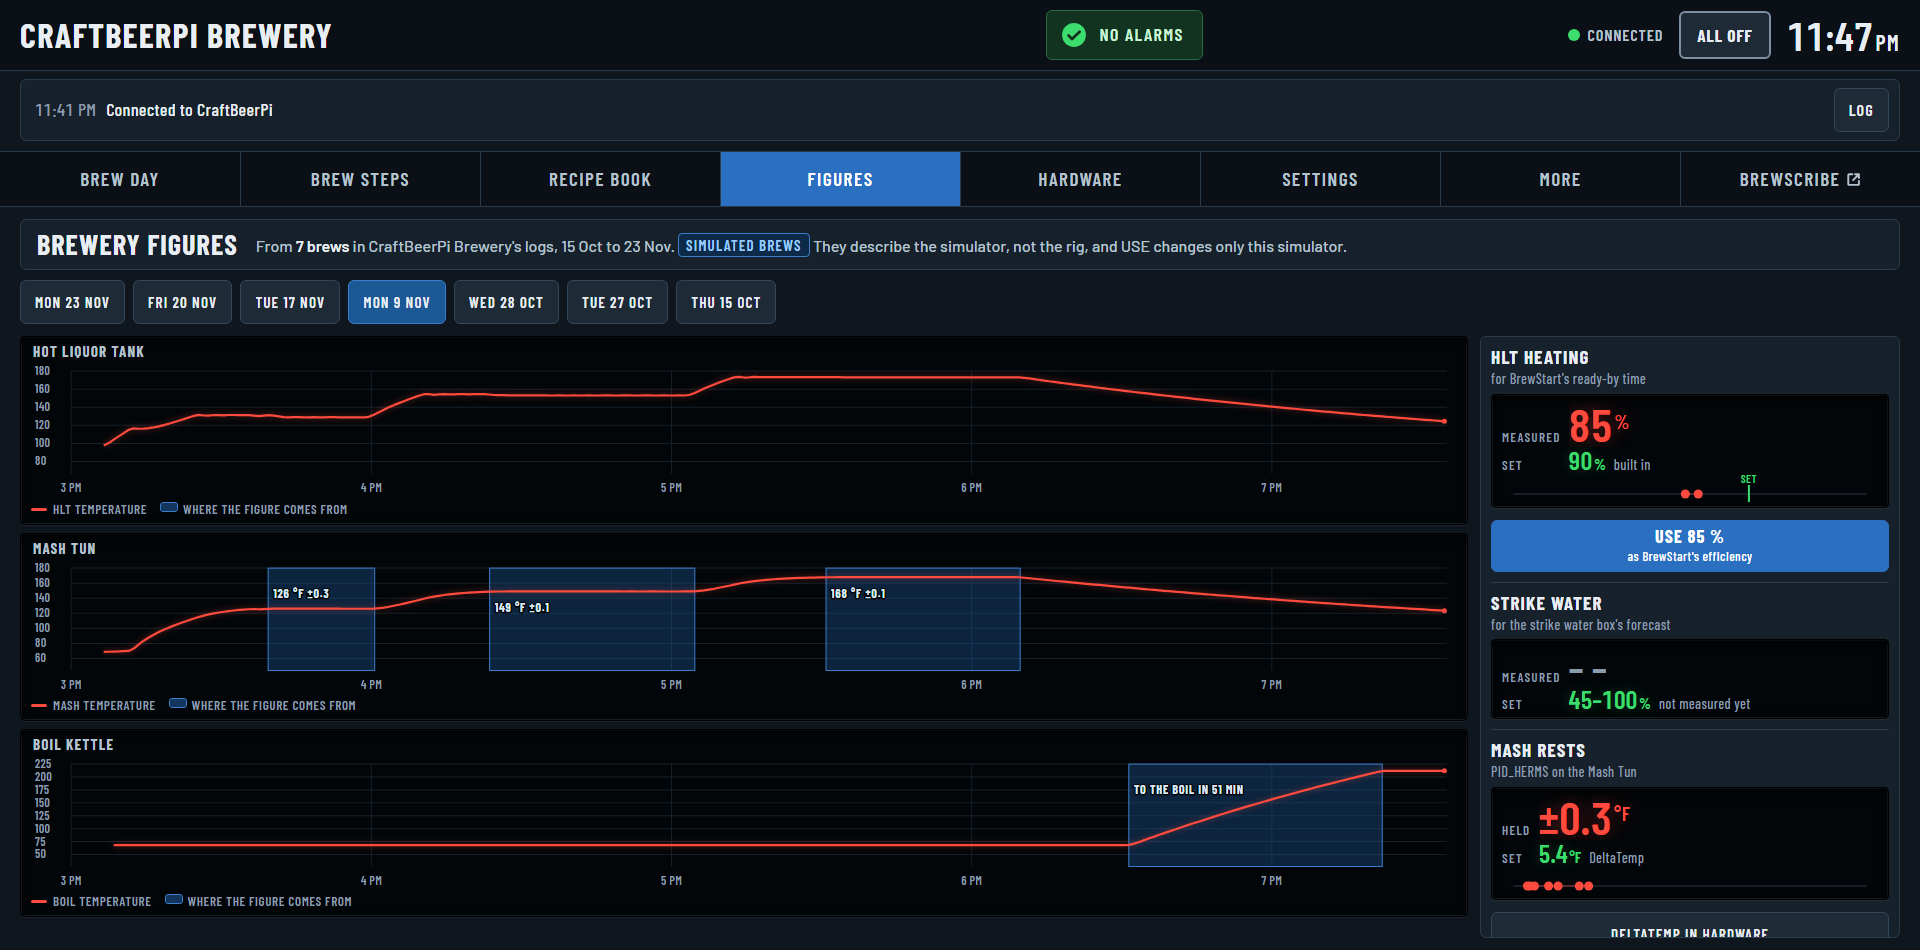 CRAFTBEERPI BREWERY
NO ALARMS
CONNECTED
ALL OFF
11:47 PM
11:41 PM Connected to CraftBeerPi
LOG
BREW DAY
BREW STEPS
RECIPE BOOK
FIGURES
HARDWARE
SETTINGS
MORE
BREWSCRIBE
BREWERY FIGURES
From 7 brews in CraftBeerPi Brewery's logs, 15 Oct to 23 Nov. SIMULATED BREWS They describe the simulator, not the rig, and USE changes only this simulator.
MON 23 NOV
FRI 20 NOV
TUE 17 NOV
MON 9 NOV
WED 28 OCT
TUE 27 OCT
THU 15 OCT
HOT LIQUOR TANK
180
160
140
120
100
80
3 PM
4 PM
5 PM
6 PM
7 PM
HLT TEMPERATURE
WHERE THE FIGURE COMES FROM
MASH TUN
180
160
140
120
100
80
60
126 °F ±0.3
149 °F ±0.1
168 °F ±0.1
3 PM
4 PM
5 PM
6 PM
7 PM
MASH TEMPERATURE
WHERE THE FIGURE COMES FROM
BOIL KETTLE
225
200
175
150
125
100
75
50
TO THE BOIL IN 51 MIN
3 PM
4 PM
5 PM
6 PM
7 PM
BOIL TEMPERATURE
WHERE THE FIGURE COMES FROM
HLT HEATING
for BrewStart's ready-by time
MEASURED 85%
SET 90% built in
SET
USE 85 %
as BrewStart's efficiency
STRIKE WATER
for the strike water box's forecast
MEASURED – –
SET 45–100% not measured yet
MASH RESTS
PID_HERMS on the Mash Tun
HELD ±0.3°F
SET 5.4°F DeltaTemp
DELTATEMP IN HARDWARE